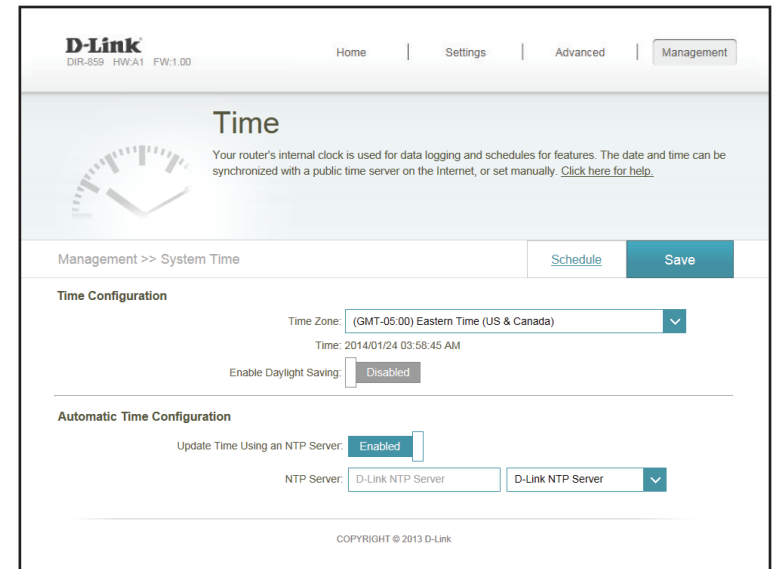 D-Link
DIR-859 HW:A1 FW:1.00
Home | Settings | Advanced | Management
Time
Your router's internal clock is used for data logging and schedules for features. The date and time can be
synchronized with a public time server on the Internet, or set manually. Click here for help.
Management >> System Time
Schedule
Save
Time Configuration
Time Zone: (GMT-05:00) Eastern Time (US & Canada)
Time: 2014/01/24 03:58:45 AM
Enable Daylight Saving: Disabled
Automatic Time Configuration
Update Time Using an NTP Server: Enabled
NTP Server: D-Link NTP Server D-Link NTP Server
COPYRIGHT © 2013 D-Link